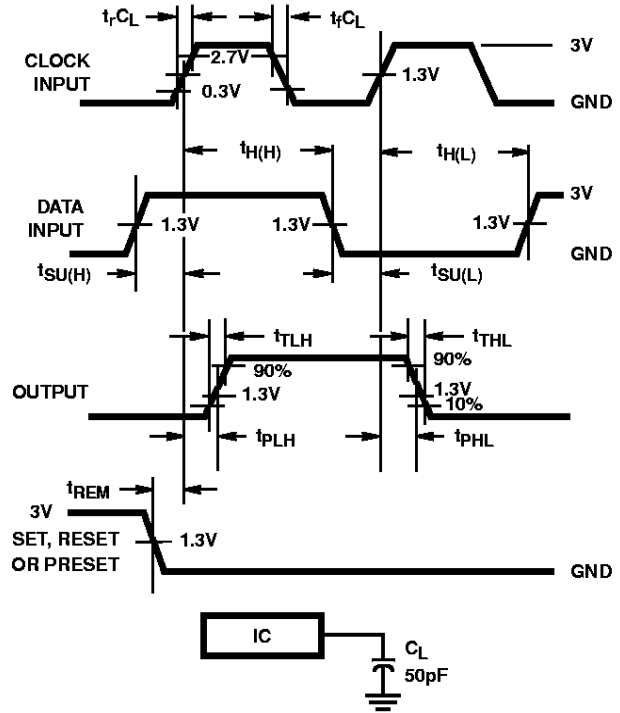 trCL
tfCL
CLOCK
INPUT
2.7V
0.3V
1.3V
3V
GND
tH(H)
tH(L)
DATA
INPUT
1.3V
1.3V
1.3V
3V
GND
tSU(H)
tSU(L)
tTLH
tTHL
OUTPUT
90%
90%
1.3V
1.3V
10%
tPLH
tPHL
tREM
3V
SET, RESET
OR PRESET
1.3V
GND
IC
CL
50pF